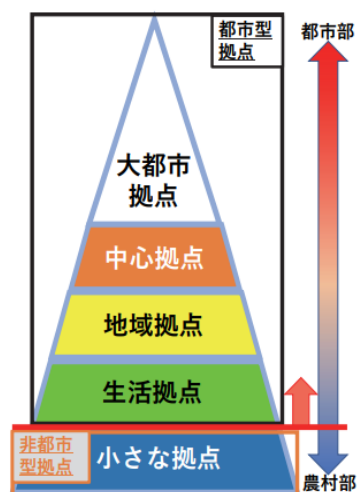 都市型
拠点
都市部
大都市
拠点
中心拠点
地域拠点
生活拠点
非都市
型拠点
小さな拠点
農村部